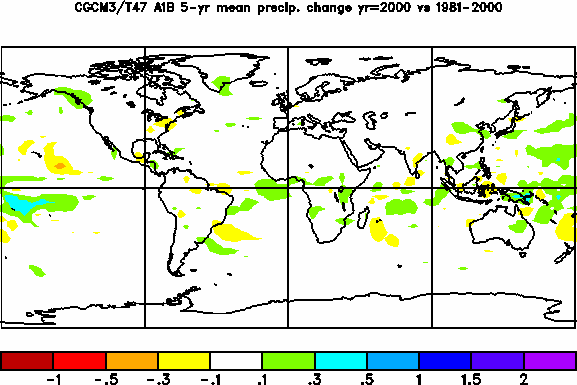 CGCM3/T47 A1B 5-yr mean precip. change yr=2000 vs 1981-2000
-1 -.5 -.3 -.1 .1 .3 .5 1 1.5 2